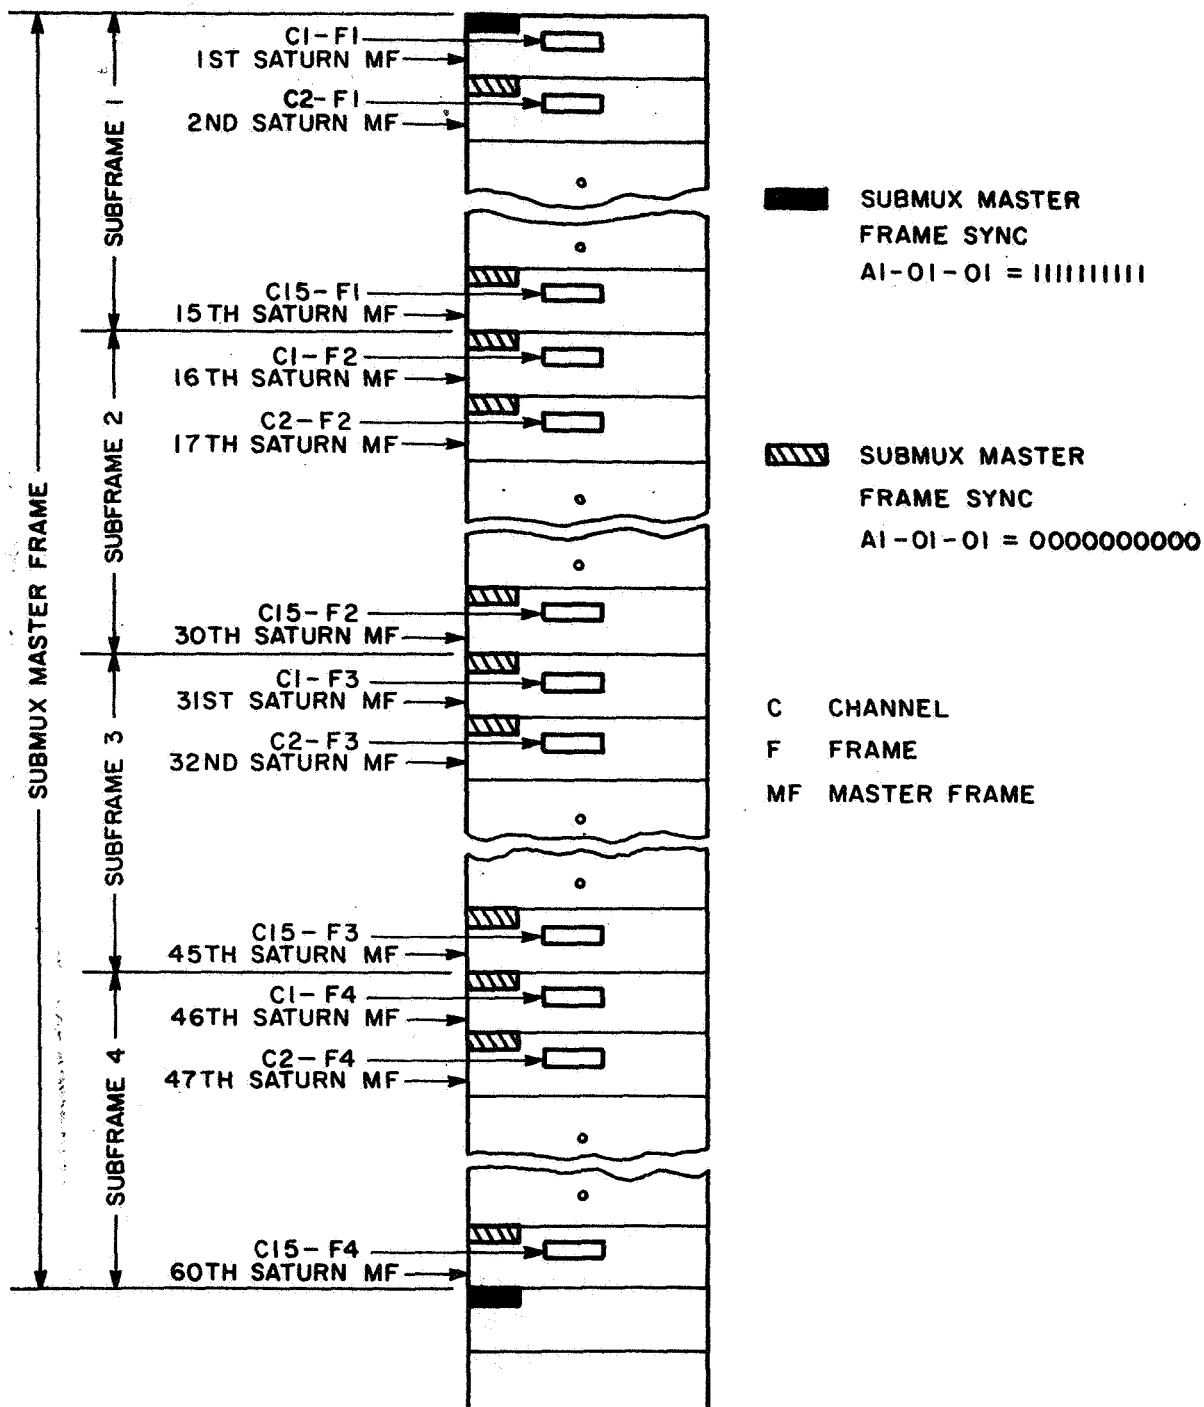 SUBMUX MASTER FRAME
SUBFRAME 1
SUBFRAME 2
SUBFRAME 3
SUBFRAME 4
C1-F1
1ST SATURN MF
C2-F1
2ND SATURN MF
C15-F1
15TH SATURN MF
C1-F2
16TH SATURN MF
C2-F2
17TH SATURN MF
C15-F2
30TH SATURN MF
C1-F3
31ST SATURN MF
C2-F3
32ND SATURN MF
C15-F3
45TH SATURN MF
C1-F4
46TH SATURN MF
C2-F4
47TH SATURN MF
C15-F4
60TH SATURN MF
SUBMUX MASTER
FRAME SYNC
A1-01-01 = 1111111111
SUBMUX MASTER
FRAME SYNC
A1-01-01 = 0000000000
C CHANNEL
F FRAME
MF MASTER FRAME